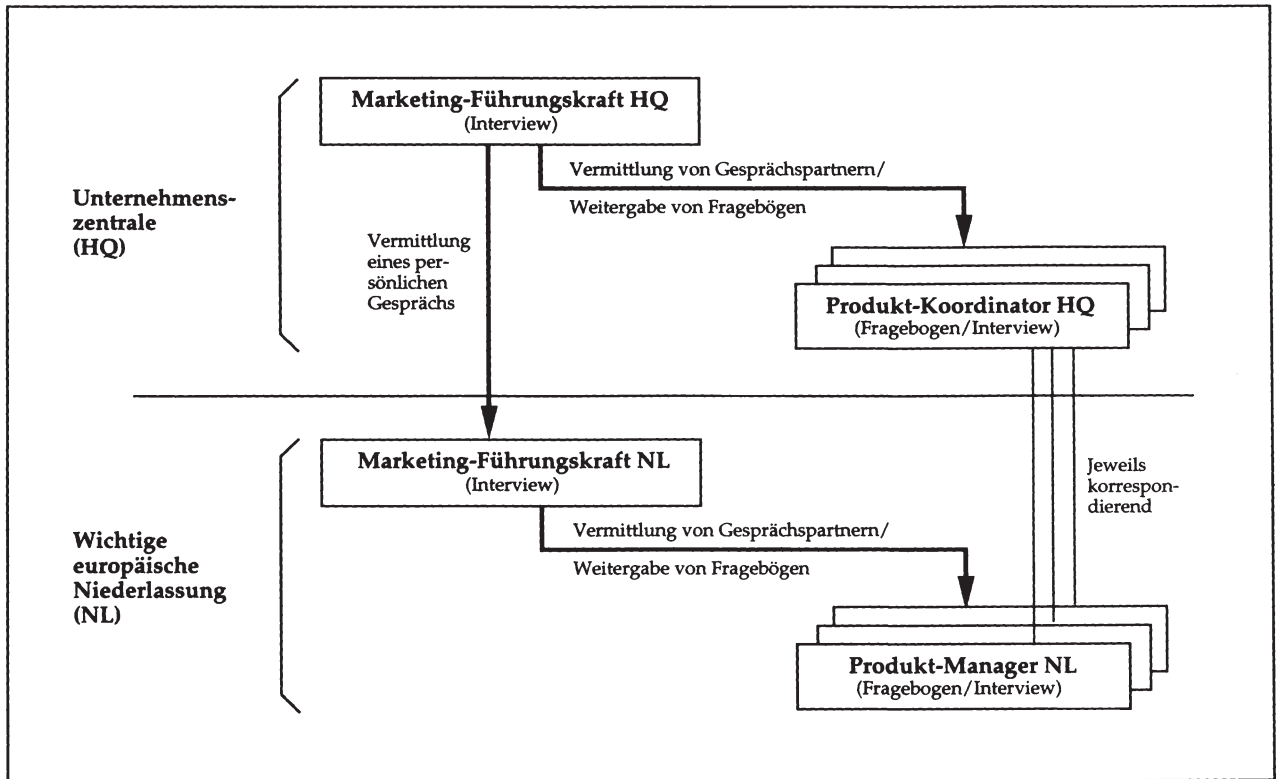 Marketing-Führungskraft HQ
(Interview)
Vermittlung von Gesprächspartnern/
Weitergabe von Fragebögen
Unternehmens-
zentrale
(HQ)
Vermittlung
eines per-
sönlichen
Gesprächs
Produkt-Koordinator HQ
(Fragebogen/Interview)
Marketing-Führungskraft NL
(Interview)
Jeweils
korrespon-
dierend
Vermittlung von Gesprächspartnern/
Weitergabe von Fragebögen
Wichtige
europäische
Niederlassung
(NL)
Produkt-Manager NL
(Fragebogen/Interview)